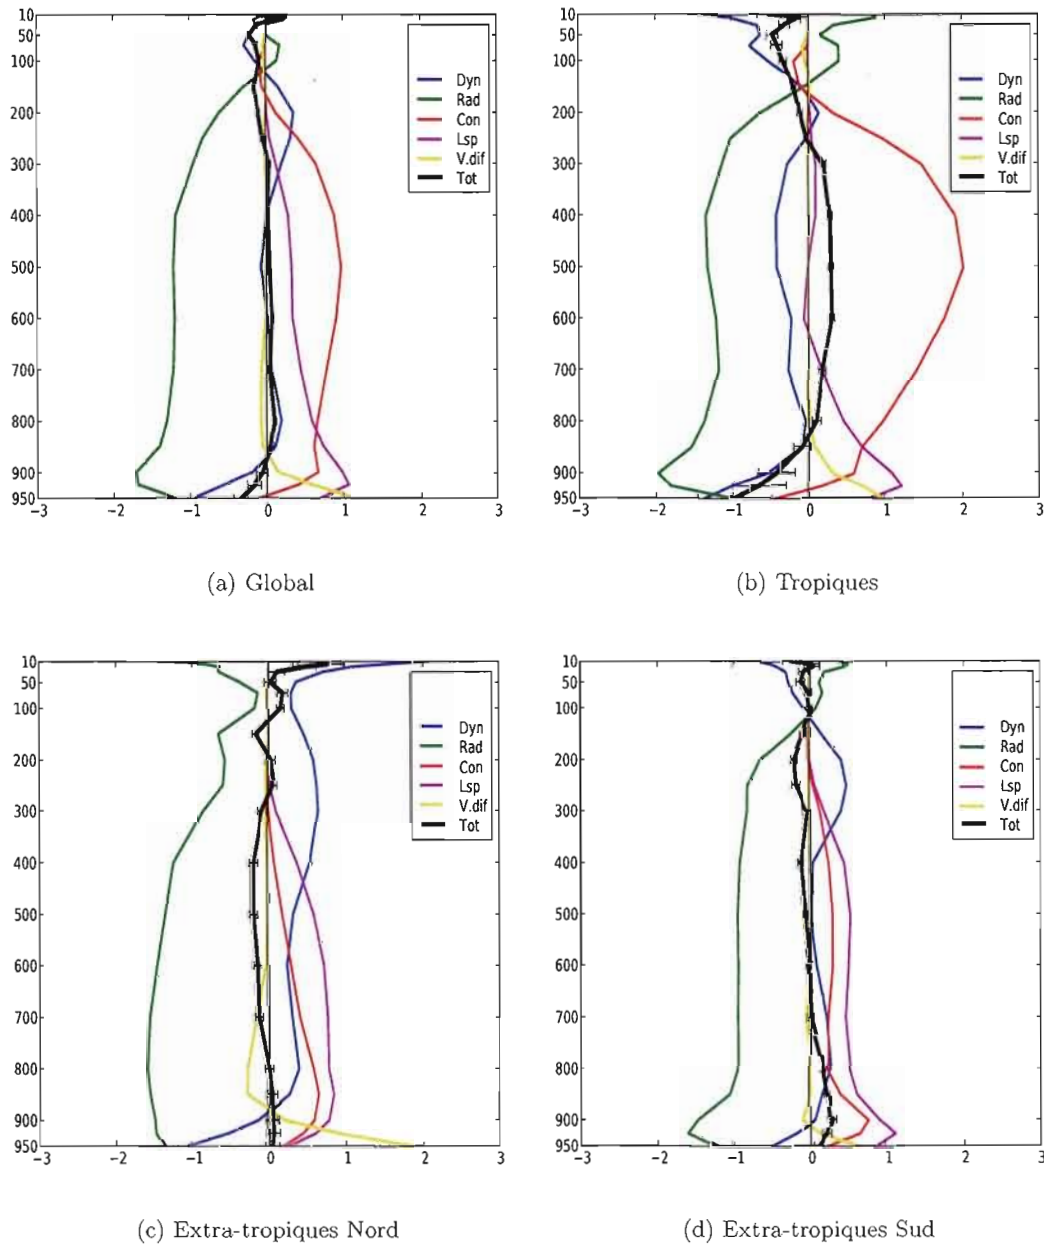 10
50
100
200
300
400
500
600
700
800
900
950
−3 −2 −1 0 1 2 3
Dyn
Rad
Con
Lsp
V.dif
Tot
(a) Global
10
50
100
200
300
400
500
600
700
800
900
950
−3 −2 −1 0 1 2 3
Dyn
Rad
Con
Lsp
V.dif
Tot
(b) Tropiques
10
50
100
200
300
400
500
600
700
800
900
950
−3 −2 −1 0 1 2 3
Dyn
Rad
Con
Lsp
V.dif
Tot
(c) Extra-tropiques Nord
10
50
100
200
300
400
500
600
700
800
900
950
−3 −2 −1 0 1 2 3
Dyn
Rad
Con
Lsp
V.dif
Tot
(d) Extra-tropiques Sud